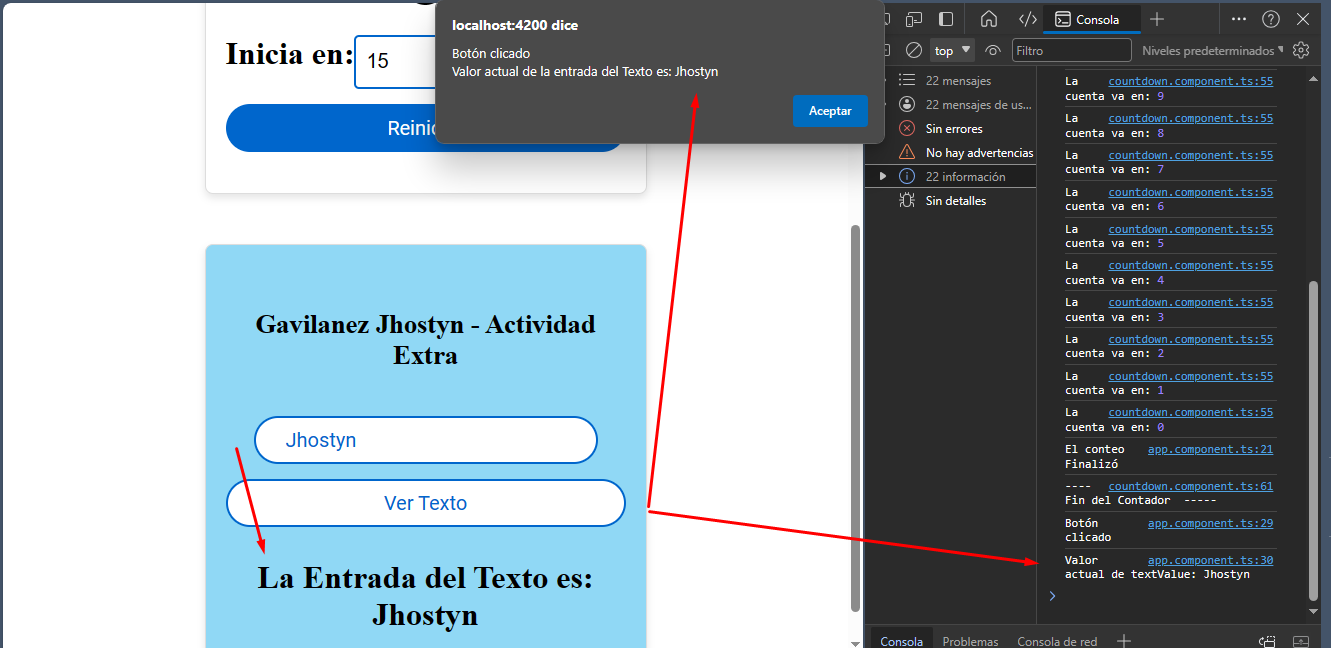 localhost:4200 dice
Botón clicado
Valor actual de la entrada del Texto es: Jhostyn
Aceptar
Inicia en:
15
Gavilanez Jhostyn - Actividad
Extra
Jhostyn
Ver Texto
La Entrada del Texto es:
Jhostyn
Consola
top
Filtro
Niveles predeterminados
22 mensajes
22 mensajes de us...
Sin errores
No hay advertencias
22 información
Sin detalles
La countdown.component.ts:55
cuenta va en: 9
La countdown.component.ts:55
cuenta va en: 8
La countdown.component.ts:55
cuenta va en: 7
La countdown.component.ts:55
cuenta va en: 6
La countdown.component.ts:55
cuenta va en: 5
La countdown.component.ts:55
cuenta va en: 4
La countdown.component.ts:55
cuenta va en: 3
La countdown.component.ts:55
cuenta va en: 2
La countdown.component.ts:55
cuenta va en: 1
La countdown.component.ts:55
cuenta va en: 0
El conteo app.component.ts:21
Finalizó
---- countdown.component.ts:61
Fin del Contador -----
Botón app.component.ts:29
clicado
Valor app.component.ts:30
actual de textValue: Jhostyn
Consola
Problemas
Consola de red